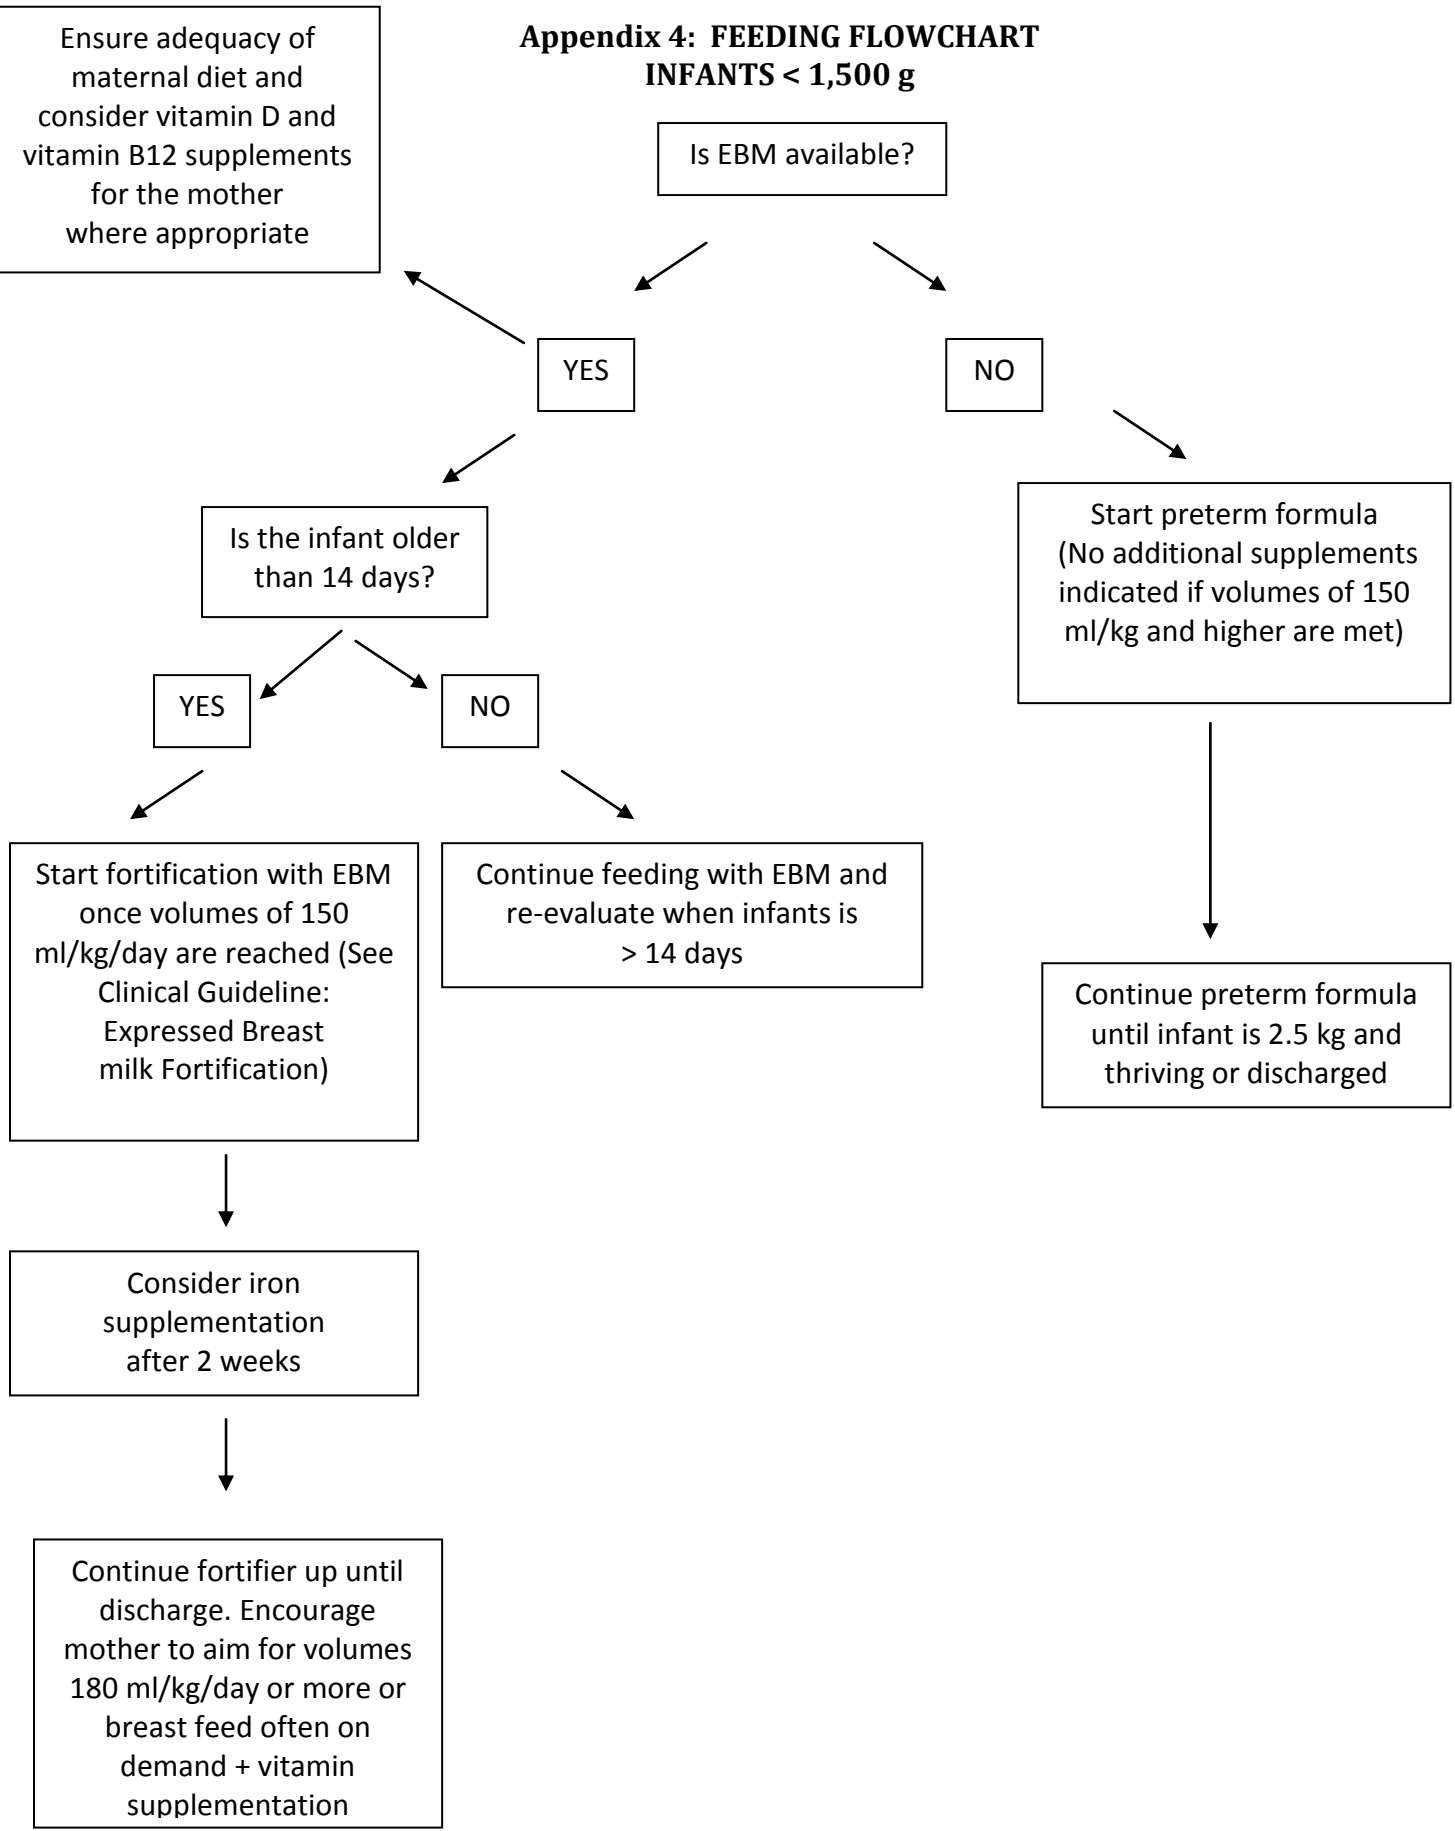 Appendix 4: FEEDING FLOWCHART
INFANTS < 1,500 g
Ensure adequacy of
maternal diet and
consider vitamin D and
vitamin B12 supplements
for the mother
where appropriate
Is EBM available?
YES
NO
Is the infant older
than 14 days?
Start preterm formula
(No additional supplements
indicated if volumes of 150
ml/kg and higher are met)
YES
NO
Start fortification with EBM
once volumes of 150
ml/kg/day are reached (See
Clinical Guideline:
Expressed Breast
milk Fortification)
Continue feeding with EBM and
re-evaluate when infants is
> 14 days
Continue preterm formula
until infant is 2.5 kg and
thriving or discharged
Consider iron
supplementation
after 2 weeks
Continue fortifier up until
discharge. Encourage
mother to aim for volumes
180 ml/kg/day or more or
breast feed often on
demand + vitamin
supplementation